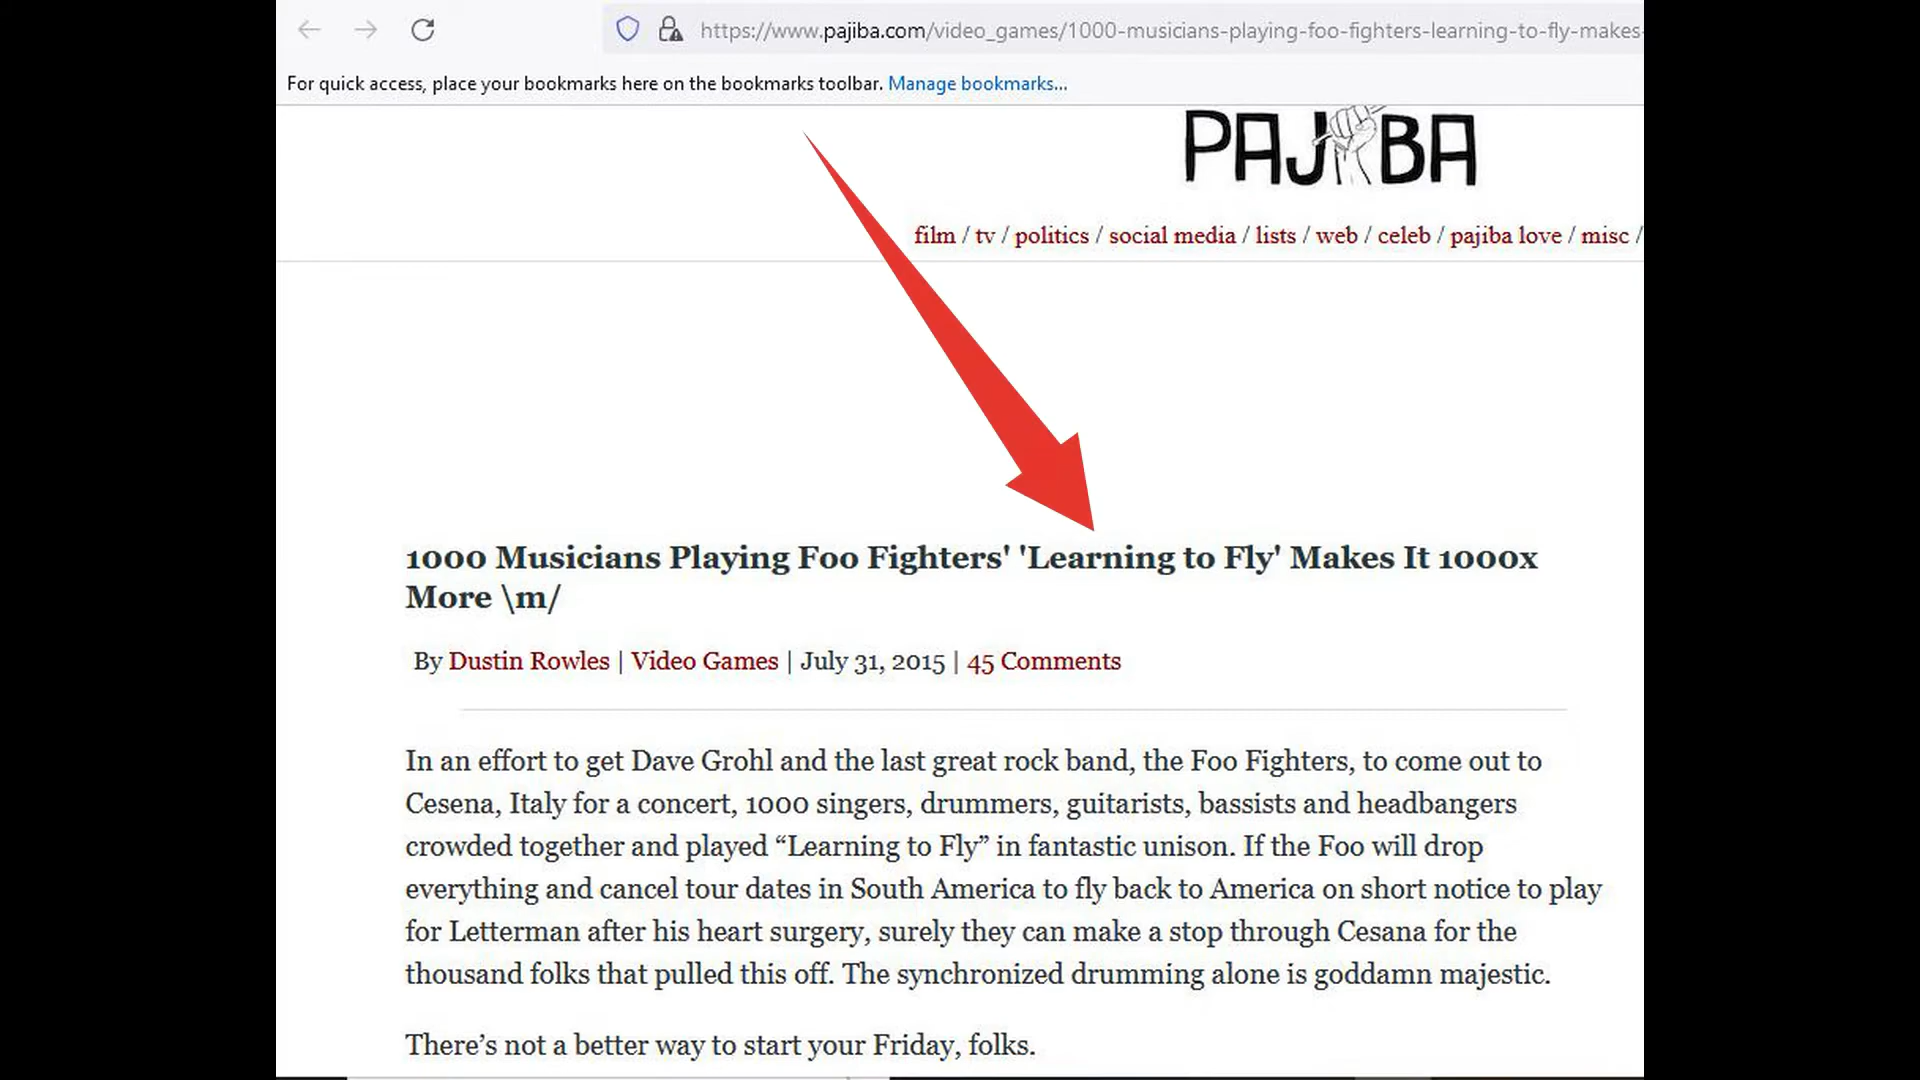 https://www.pajiba.com/video_games/1000-musicians-playing-foo-fighters-learning-to-fly-makes-
For quick access, place your bookmarks here on the bookmarks toolbar. Manage bookmarks...
PAJIBA
film / tv / politics / social media / lists / web / celeb / pajiba love / misc /
1000 Musicians Playing Foo Fighters' 'Learning to Fly' Makes It 1000x
More \m/
By Dustin Rowles | Video Games | July 31, 2015 | 45 Comments
In an effort to get Dave Grohl and the last great rock band, the Foo Fighters, to come out to
Cesena, Italy for a concert, 1000 singers, drummers, guitarists, bassists and headbangers
crowded together and played “Learning to Fly” in fantastic unison. If the Foo will drop
everything and cancel tour dates in South America to fly back to America on short notice to play
for Letterman after his heart surgery, surely they can make a stop through Cesana for the
thousand folks that pulled this off. The synchronized drumming alone is goddamn majestic.
There’s not a better way to start your Friday, folks.